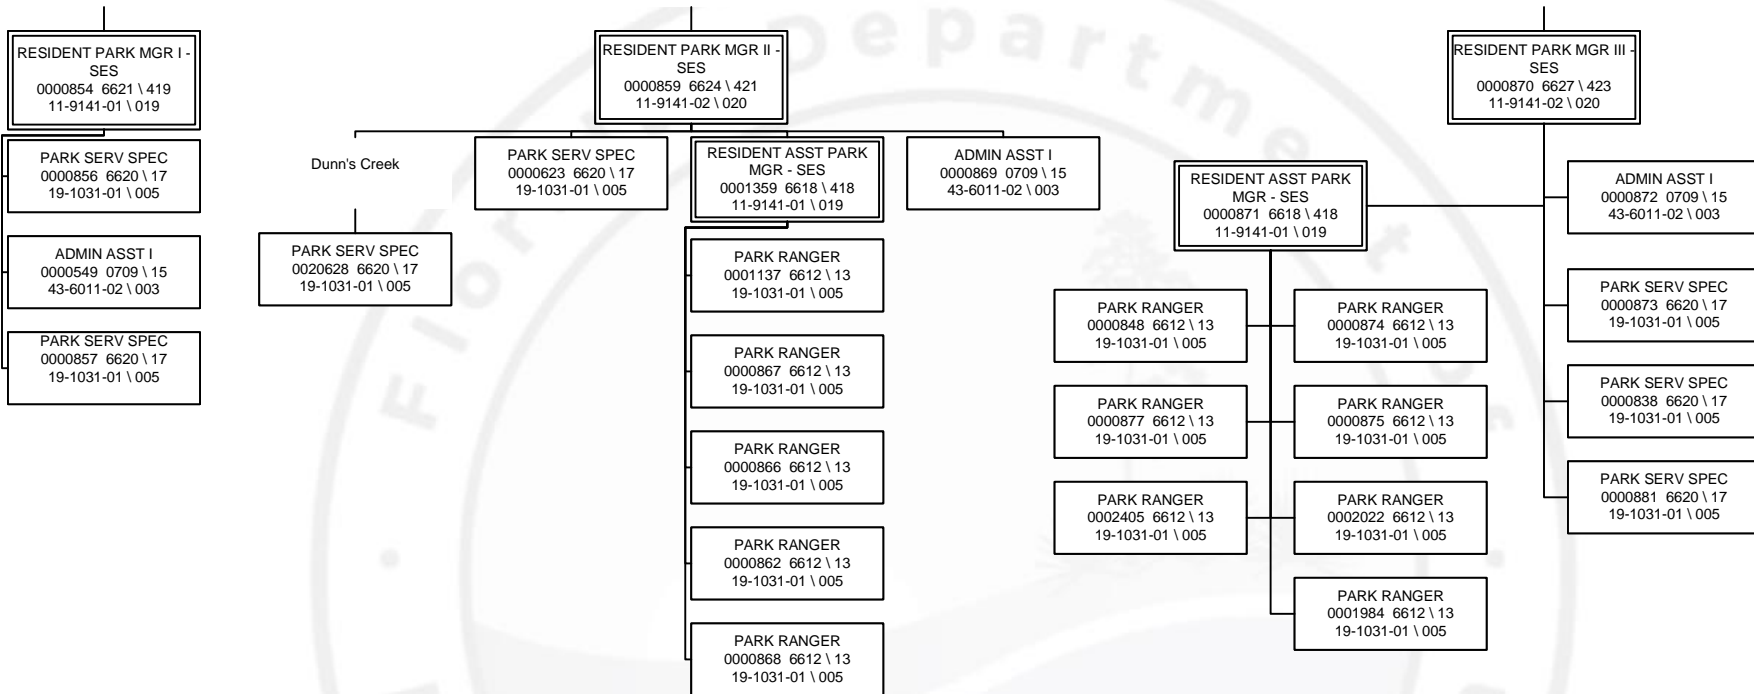 RESIDENT PARK MGR I -
SES
0000854 6621 \ 419
11-9141-01 \ 019
PARK SERV SPEC
0000856 6620 \ 17
19-1031-01 \ 005
ADMIN ASST I
0000549 0709 \ 15
43-6011-02 \ 003
PARK SERV SPEC
0000857 6620 \ 17
19-1031-01 \ 005
RESIDENT PARK MGR II -
SES
0000859 6624 \ 421
11-9141-02 \ 020
Dunn's Creek
PARK SERV SPEC
0020628 6620 \ 17
19-1031-01 \ 005
PARK SERV SPEC
0000623 6620 \ 17
19-1031-01 \ 005
RESIDENT ASST PARK
MGR - SES
0001359 6618 \ 418
11-9141-01 \ 019
PARK RANGER
0001137 6612 \ 13
19-1031-01 \ 005
PARK RANGER
0000867 6612 \ 13
19-1031-01 \ 005
PARK RANGER
0000866 6612 \ 13
19-1031-01 \ 005
PARK RANGER
0000862 6612 \ 13
19-1031-01 \ 005
PARK RANGER
0000868 6612 \ 13
19-1031-01 \ 005
ADMIN ASST I
0000869 0709 \ 15
43-6011-02 \ 003
RESIDENT PARK MGR III -
SES
0000870 6627 \ 423
11-9141-02 \ 020
RESIDENT ASST PARK
MGR - SES
0000871 6618 \ 418
11-9141-01 \ 019
PARK RANGER
0000848 6612 \ 13
19-1031-01 \ 005
PARK RANGER
0000874 6612 \ 13
19-1031-01 \ 005
PARK RANGER
0000877 6612 \ 13
19-1031-01 \ 005
PARK RANGER
0000875 6612 \ 13
19-1031-01 \ 005
PARK RANGER
0002405 6612 \ 13
19-1031-01 \ 005
PARK RANGER
0002022 6612 \ 13
19-1031-01 \ 005
PARK RANGER
0001984 6612 \ 13
19-1031-01 \ 005
ADMIN ASST I
0000872 0709 \ 15
43-6011-02 \ 003
PARK SERV SPEC
0000873 6620 \ 17
19-1031-01 \ 005
PARK SERV SPEC
0000838 6620 \ 17
19-1031-01 \ 005
PARK SERV SPEC
0000881 6620 \ 17
19-1031-01 \ 005
Department of